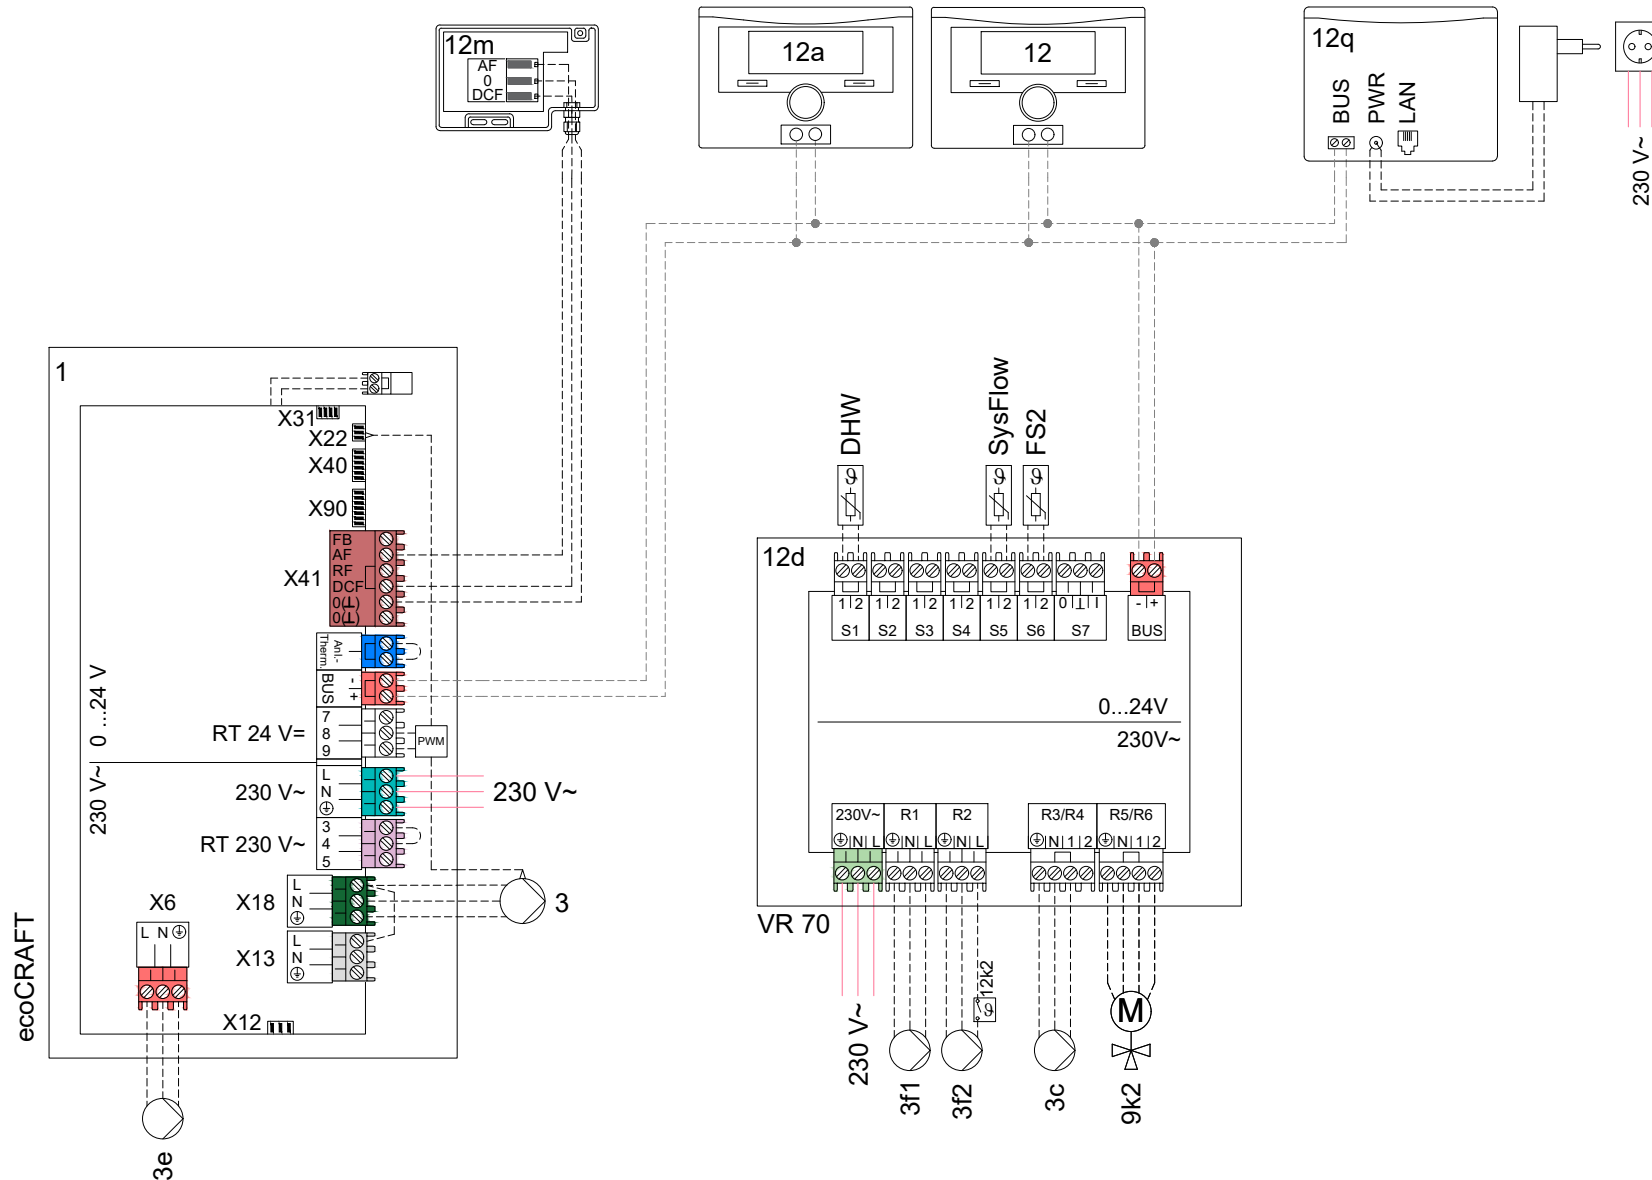 12m
AF
0
DCF
12a
12
12q
BUS
PWR
LAN
230 V~
1
X31
X22
X40
X90
X41
FB
AF
RF
DCF
0(⊥)
0(⊥)
Anl.-
Therm.
BUS
-
+
RT 24 V=
7
8
9
PWM
0 ...24 V
230 V~
230 V~
L
N
230 V~
RT 230 V~
3
4
5
X18
L
N
3
X13
L
N
X6
L N
X12
ecoCRAFT
3e
DHW
SysFlow
FS2
12d
1 2
1 2
1 2
1 2
1 2
1 2
0 ⊥ I
- +
S1
S2
S3
S4
S5
S6
S7
BUS
0...24V
230V~
230V~
R1
R2
R3/R4
R5/R6
N L
N L
N L
N 1 2
N 1 2
VR 70
12k2
ϑ
M
230 V~
3f1
3f2
3c
9k2